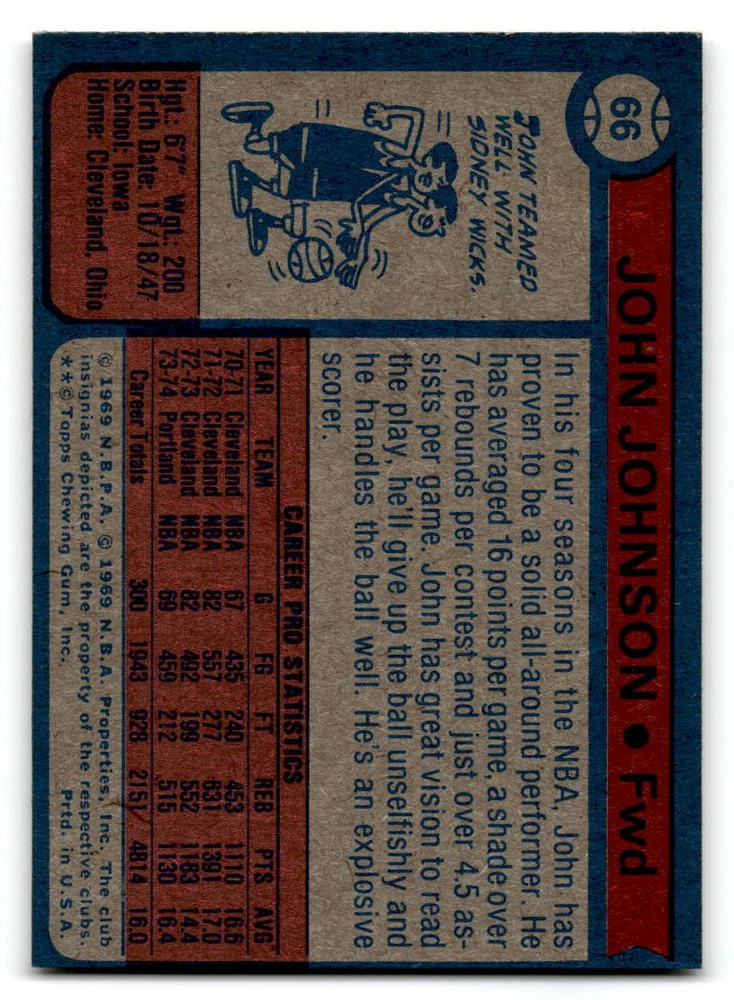 66
JOHN JOHNSON • Fwd
JOHN TEAMED
WELL WITH
SIDNEY WICKS.
Hgt.: 6'7" Wgt.: 200
Birth Date: 10/18/47
School: Iowa
Home: Cleveland, Ohio
In his four seasons in the NBA, John has
proven to be a solid all-around performer. He
has averaged 16 points per game, a shade over
7 rebounds per contest and just over 4.5 as-
sists per game. John has great vision to read
the play, he'll give up the ball unselfishly and
he handles the ball well. He's an explosive
scorer.
CAREER PRO STATISTICS
YEAR TEAM G FG FT REB PTS AVG
70-71 Cleveland NBA 67 435 240 453 1110 16.6
71-72 Cleveland NBA 82 557 277 631 1391 17.0
72-73 Cleveland NBA 82 492 199 552 1183 14.4
73-74 Portland NBA 69 459 212 515 1130 16.4
Career Totals 300 1943 928 2151 4814 16.0
© 1969 N.B.P.A. © 1969 N.B.A. Properties, Inc. The club
insignias depicted are the property of the respective clubs.
**© Topps Chewing Gum, Inc. Prtd. in U.S.A.